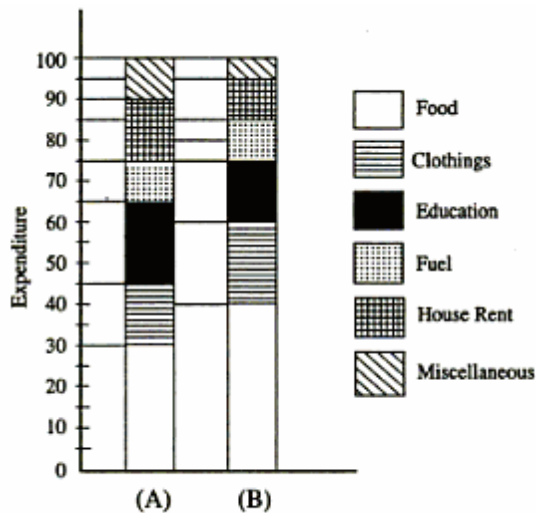 100
90
80
70
60
50
40
30
20
10
0
Expenditure
(A) (B)
Food
Clothings
Education
Fuel
House Rent
Miscellaneous